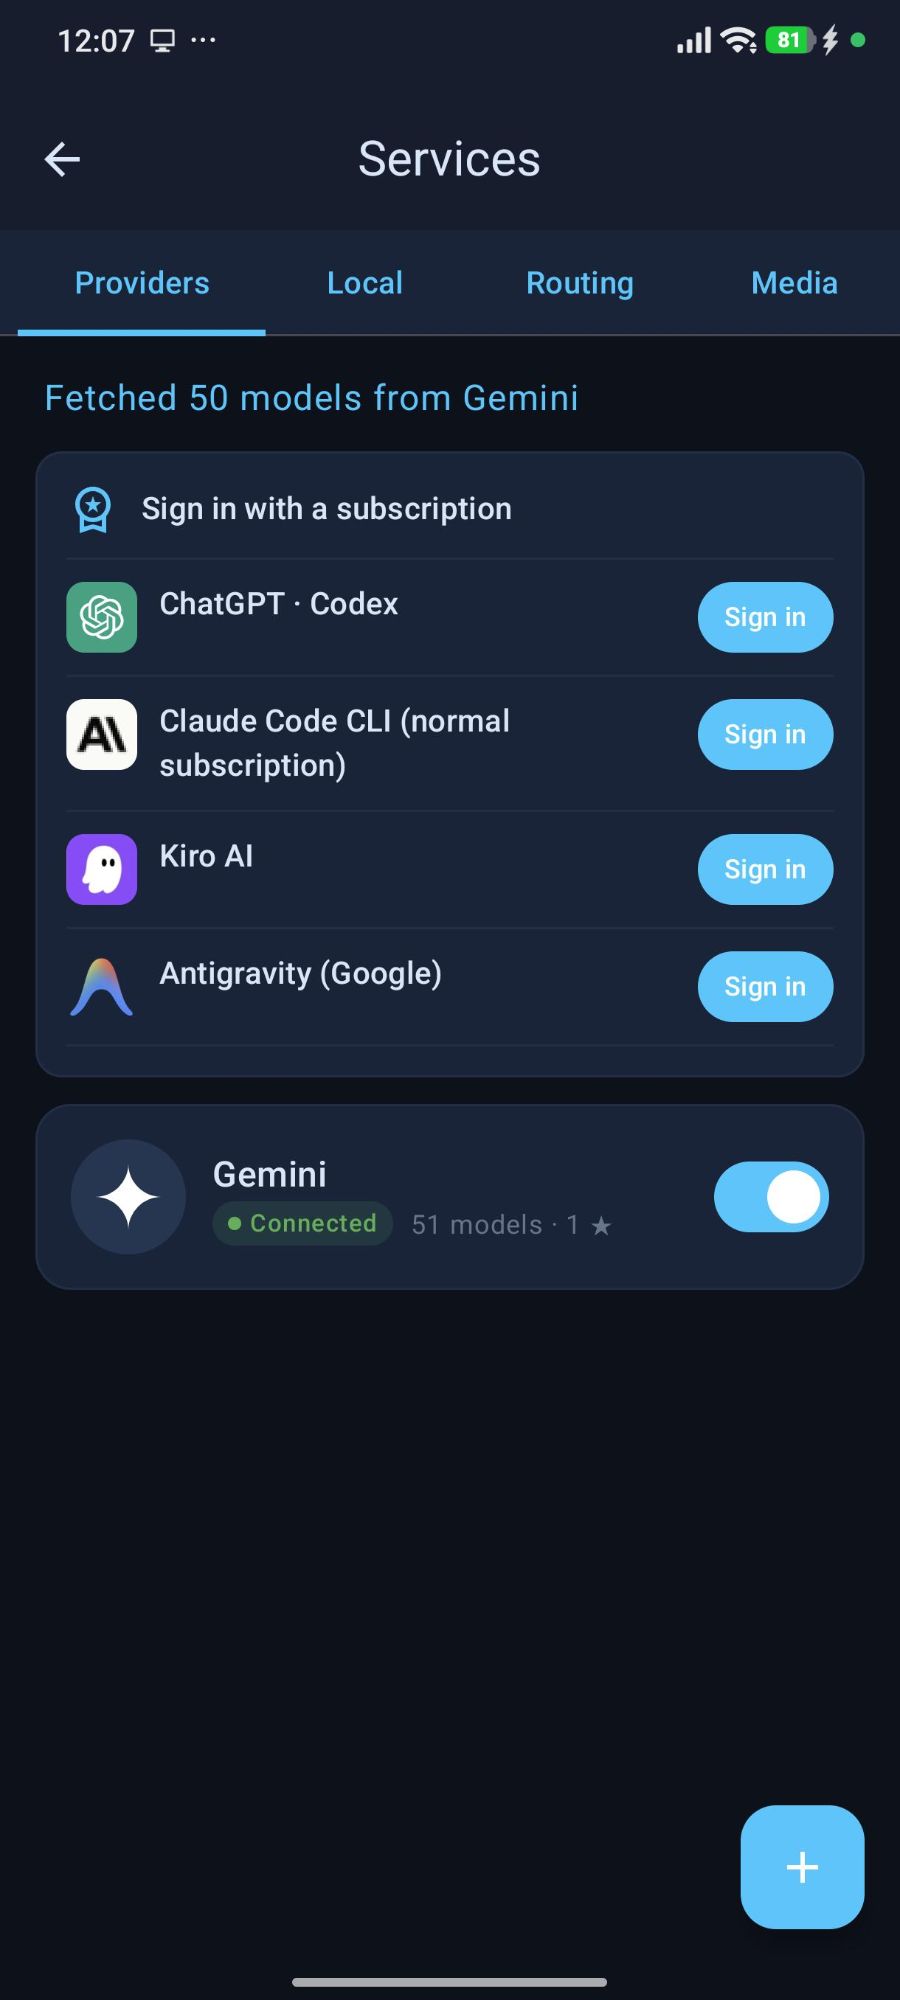 12:07
81
Services
Providers
Local
Routing
Media
Fetched 50 models from Gemini
Sign in with a subscription
ChatGPT · Codex
Sign in
Claude Code CLI (normal
subscription)
Sign in
Kiro AI
Sign in
Antigravity (Google)
Sign in
Gemini
Connected
51 models · 1 ★